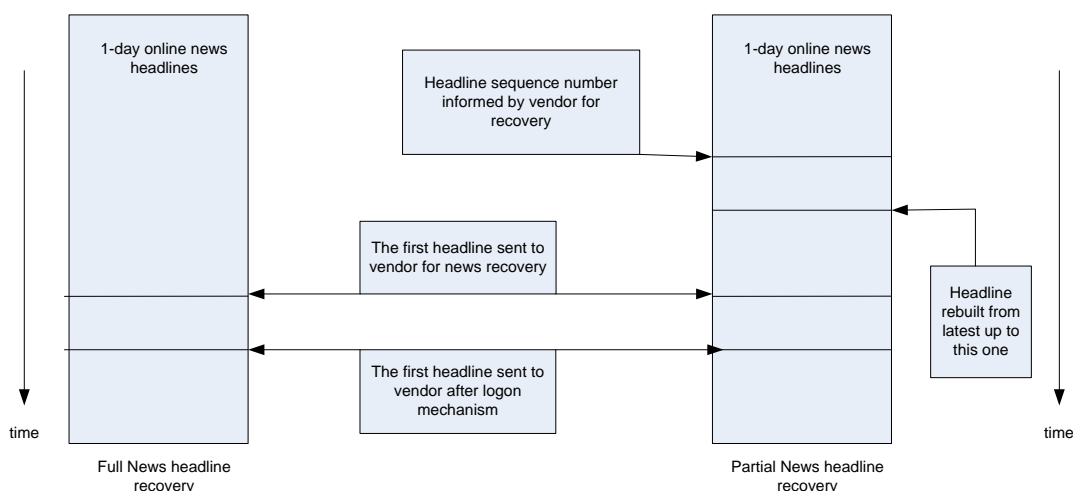 1-day online news
headlines
1-day online news
headlines
Headline sequence number
informed by vendor for
recovery
The first headline sent to
vendor for news recovery
Headline
rebuilt from
latest up to
this one
The first headline sent to
vendor after logon
mechanism
time
time
Full News headline
recovery
Partial News headline
recovery